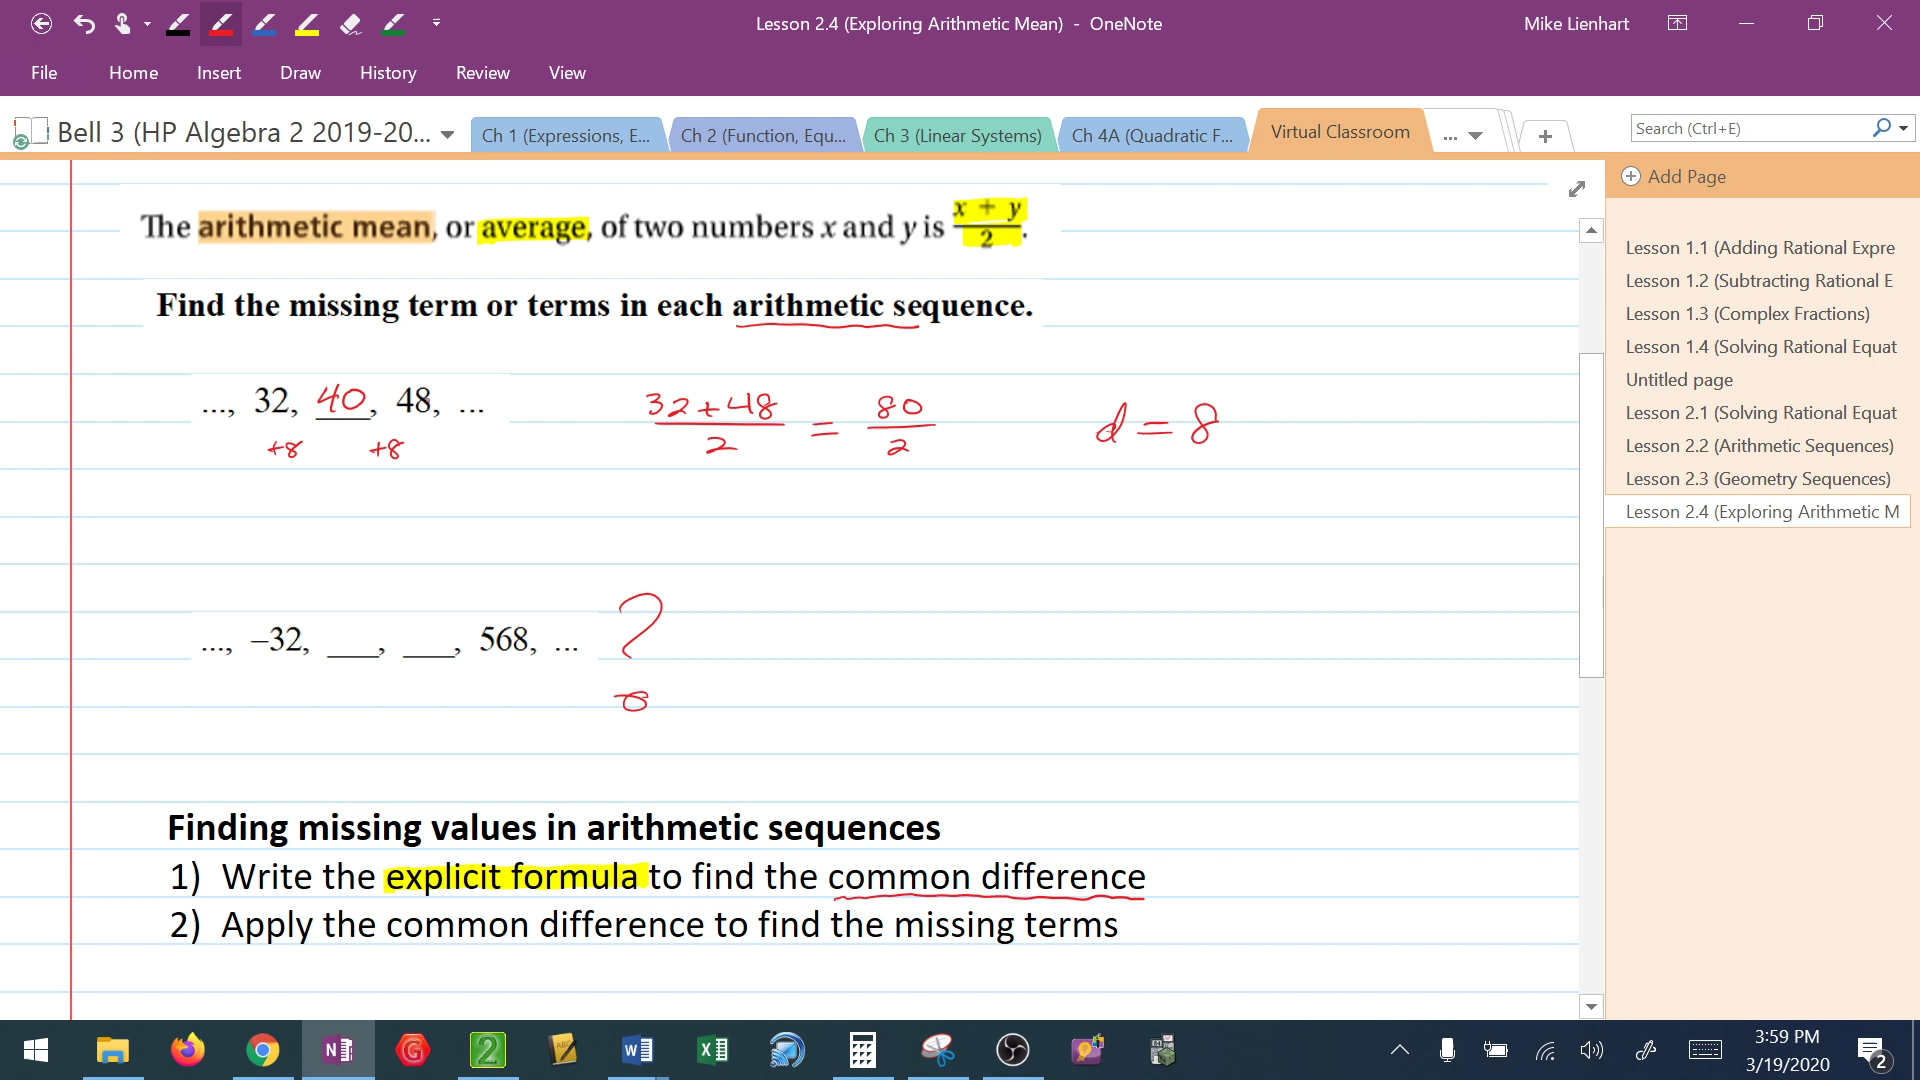 Lesson 2.4 (Exploring Arithmetic Mean) - OneNote
Mike Lienhart
File Home Insert Draw History Review View
Bell 3 (HP Algebra 2 2019-20...
Ch 1 (Expressions, E...
Ch 2 (Function, Equ...
Ch 3 (Linear Systems)
Ch 4A (Quadratic F...
Virtual Classroom
...
Search (Ctrl+E)
The arithmetic mean, or average, of two numbers x and y is x + y / 2.
Find the missing term or terms in each arithmetic sequence.
..., 32, 40, 48, ...
+8 +8
32+48 / 2 = 80 / 2
d = 8
..., –32, ___, ___, 568, ... ?
Finding missing values in arithmetic sequences
1) Write the explicit formula to find the common difference
2) Apply the common difference to find the missing terms
Add Page
Lesson 1.1 (Adding Rational Expre
Lesson 1.2 (Subtracting Rational E
Lesson 1.3 (Complex Fractions)
Lesson 1.4 (Solving Rational Equat
Untitled page
Lesson 2.1 (Solving Rational Equat
Lesson 2.2 (Arithmetic Sequences)
Lesson 2.3 (Geometry Sequences)
Lesson 2.4 (Exploring Arithmetic M
3:59 PM
3/19/2020
2